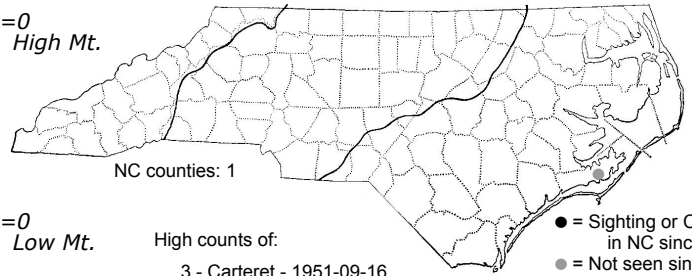 =0
High Mt.
NC counties: 1
=0
Low Mt.
High counts of:
3 - Carteret - 1951-09-16
● = Sighting or
in NC sinc
● = Not seen sin